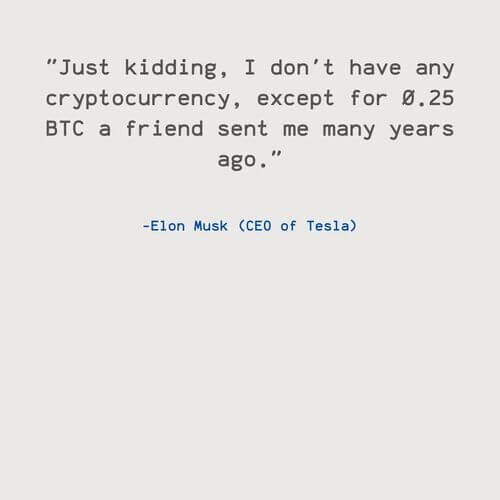 "Just kidding, I don't have any
cryptocurrency, except for 0.25
BTC a friend sent me many years
ago."
-Elon Musk (CEO of Tesla)